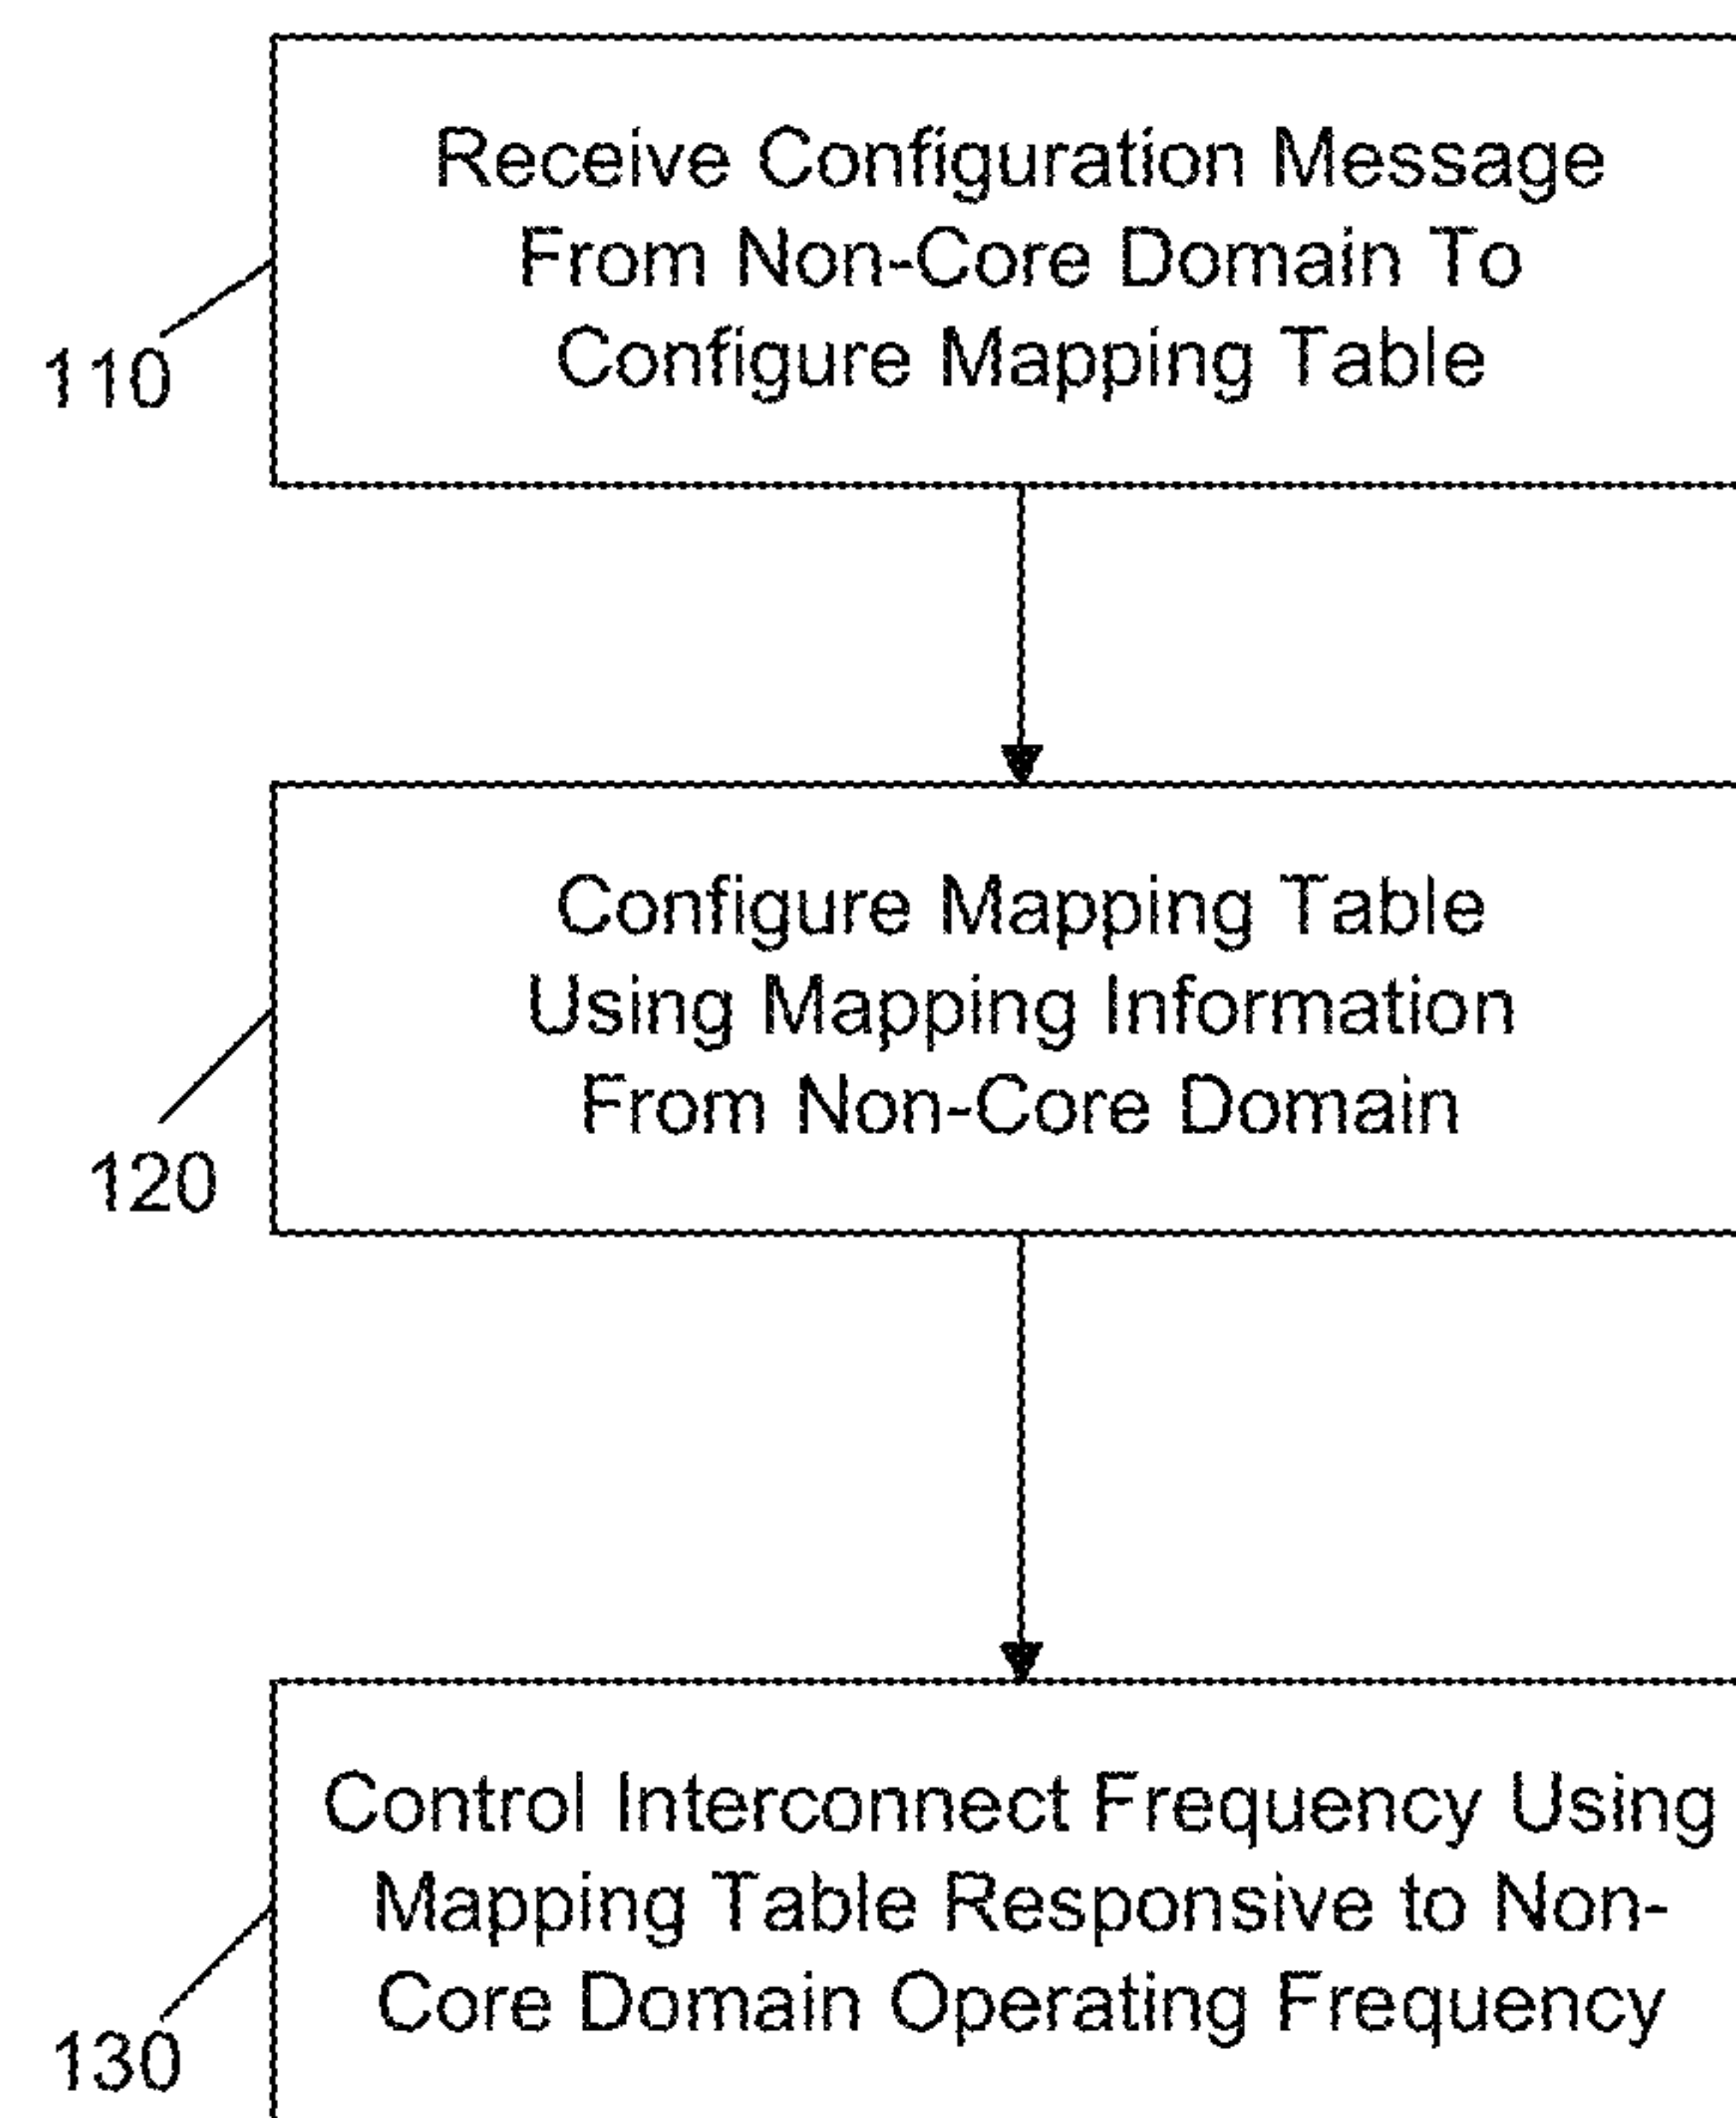 Receive Configuration Message
From Non-Core Domain To
Configure Mapping Table
110
Configure Mapping Table
Using Mapping Information
From Non-Core Domain
120
Control Interconnect Frequency Using
Mapping Table Responsive to Non-
Core Domain Operating Frequency
130